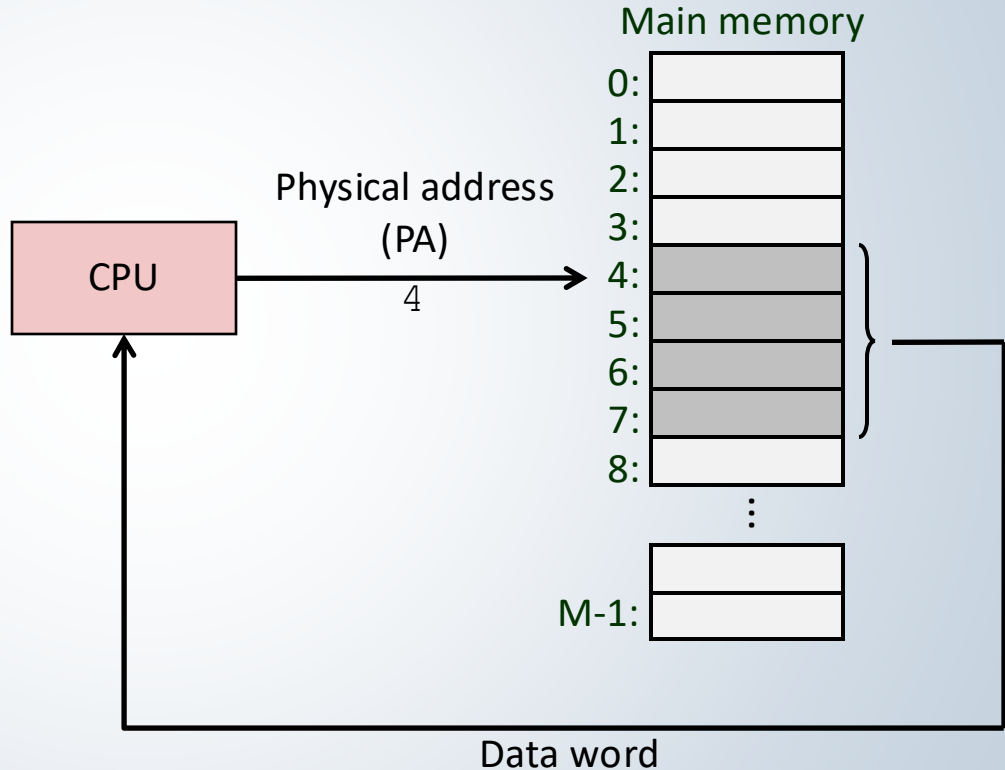 Main memory
0:
1:
2:
Physical address
(PA)
3:
CPU
4
4:
5:
6:
7:
8:
...
M-1:
Data word